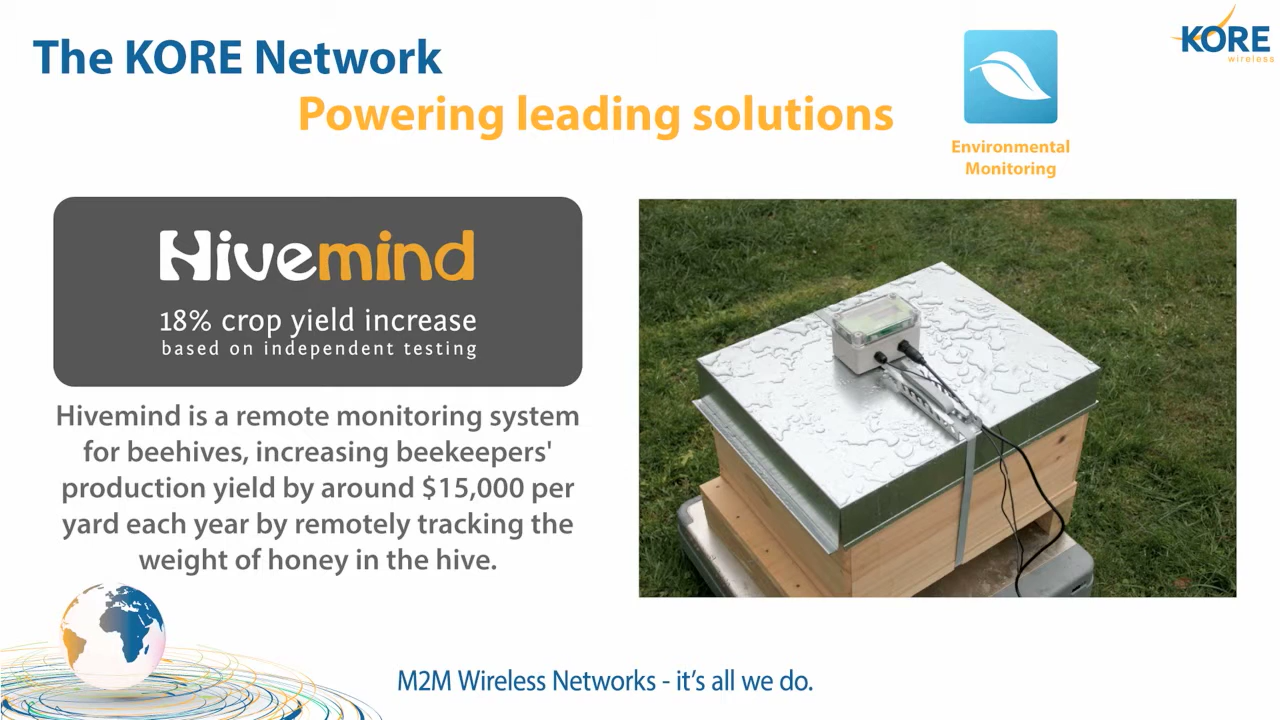 The KORE Network
Powering leading solutions
Environmental
Monitoring
KORE
wireless
Hivemind
18% crop yield increase
based on independent testing
Hivemind is a remote monitoring system
for beehives, increasing beekeepers'
production yield by around $15,000 per
yard each year by remotely tracking the
weight of honey in the hive.
M2M Wireless Networks - it’s all we do.